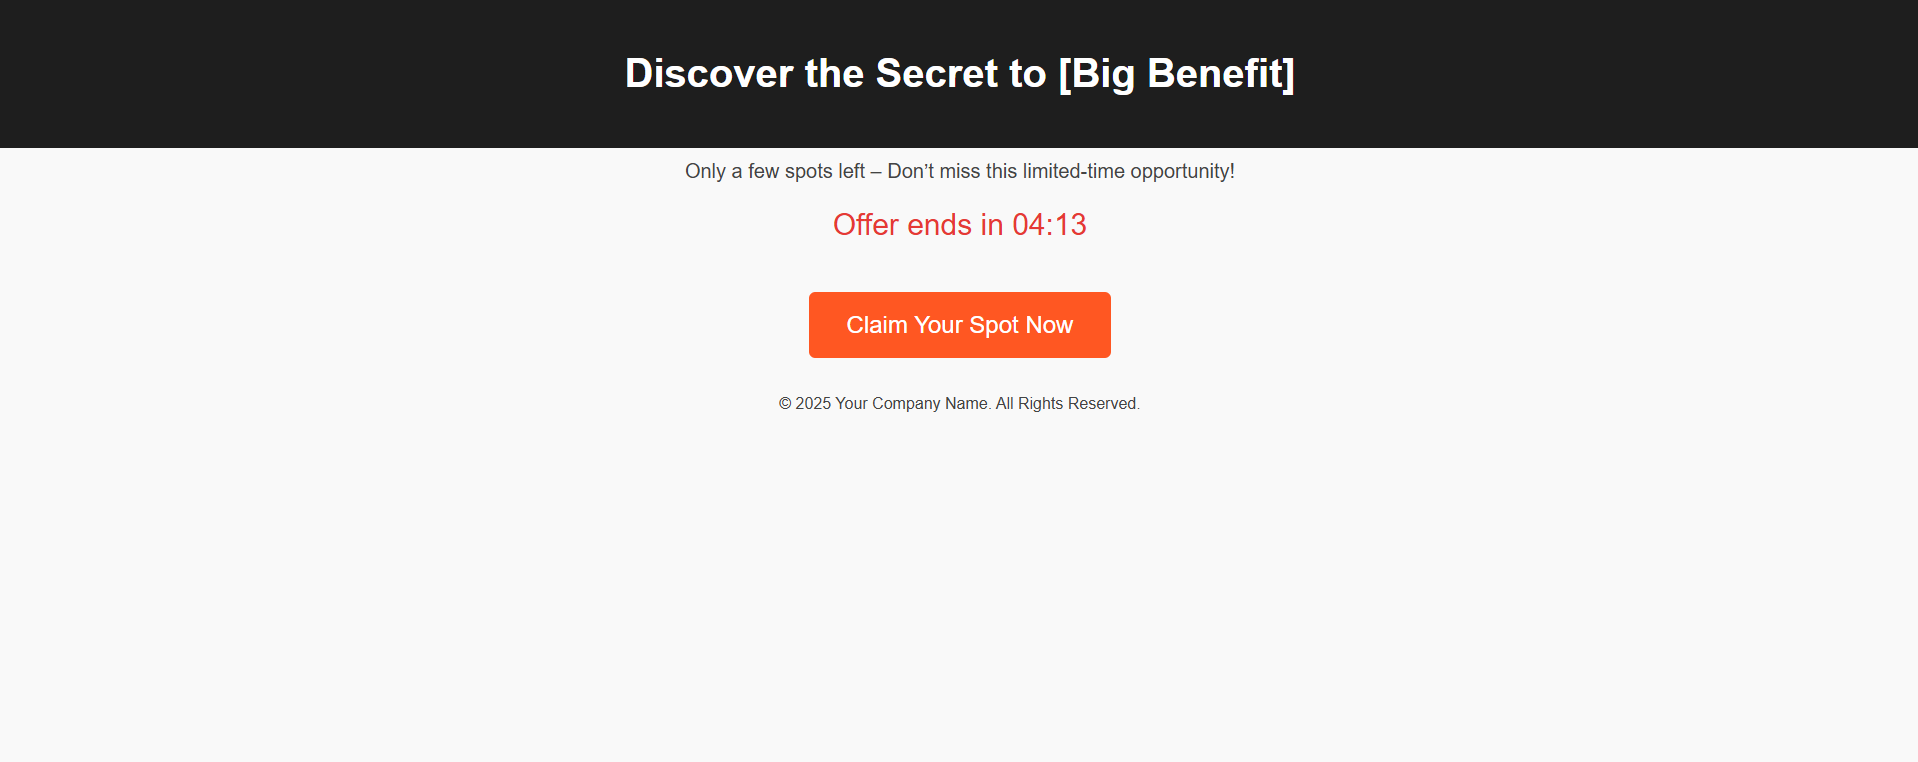 Discover the Secret to [Big Benefit]
Only a few spots left – Don’t miss this limited-time opportunity!
Offer ends in 04:13
Claim Your Spot Now
© 2025 Your Company Name. All Rights Reserved.